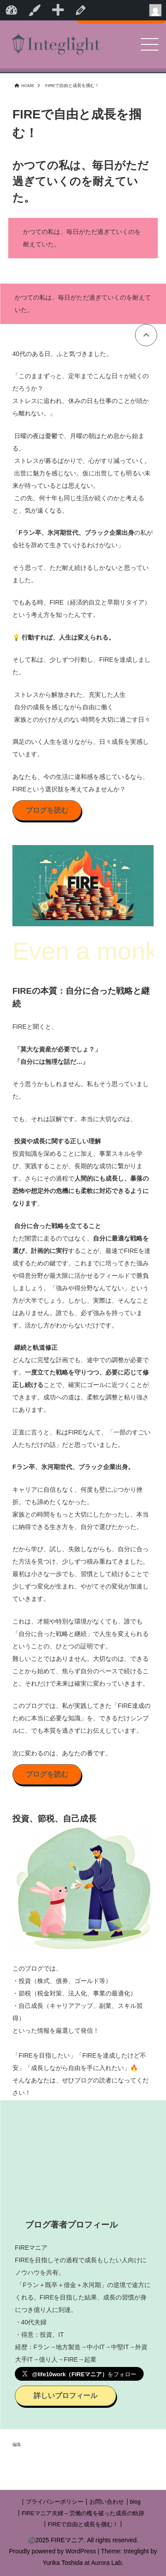 Integlight
HOME > FIREで自由と成長を掴む！
FIREで自由と成長を掴
む！
かつての私は、毎日がただ
過ぎていくのを耐えてい
た。
かつての私は、毎日がただ過ぎていくのを
耐えていた。
かつての私は、毎日がただ過ぎていくのを耐えて
いた。
40代のある日、ふと気づきました。
「このままずっと、定年までこんな日々が続くの
だろうか？
ストレスに追われ、休みの日も仕事のことが頭か
ら離れない。」
日曜の夜は憂鬱で、月曜の朝はため息から始ま
る。
ストレスが募るばかりで、心がすり減っていく。
出世に魅力を感じない。仮に出世しても明るい未
来が待っているとは思えない。
この先、何十年も同じ生活が続くのかと考える
と、気が遠くなる。
「Fラン卒、氷河期世代、ブラック企業出身の私が
会社を辞めて生きていけるわけがない」
そう思って、ただ耐え続けるしかないと思ってい
ました。
でもある時、FIRE（経済的自立と早期リタイア）
という考え方を知ったんです。
💡 行動すれば、人生は変えられる。
そして私は、少しずつ行動し、FIREを達成しまし
た。
ストレスから解放された、充実した人生
自分の成長を感じながら自由に働く
家族とのかけがえのない時間を大切に過ごす日々
満足のいく人生を送りながら、日々成長を実感し
ています。
あなたも、今の生活に違和感を感じているなら、
FIREという選択肢を考えてみませんか？
ブログを読む
FIRE
Even a monk
FIREの本質：自分に合った戦略と継
続
FIREと聞くと、
「莫大な資産が必要でしょ？」
「自分には無理な話だ…」
そう思うかもしれません。私もそう思っていまし
た。
でも、それは誤解です。本当に大切なのは、
投資や成長に関する正しい理解
投資知識を深めることに加え、事業スキルを学
び、実践することが、長期的な成功に繋がりま
す。さらにその過程で人間的にも成長し、暴落の
恐怖や想定外の危機にも柔軟に対応できるようにな
ります。
自分に合った戦略を立てること
ただ闇雲に走るのではなく、自分に最適な戦略を
選び、計画的に実行することが、最速でFIREを達
成するための鍵です。これまでに培ってきた強み
や得意分野が最大限に活かせるフィールドで勝負
しましょう。「強みや得意分野なんてない」という
方が大半でしょう。しかし、実際は、そんなこと
はありません。誰でも、必ず強みを持っていま
す。活かし方がわからないだけです。
継続と軌道修正
どんなに完璧な計画でも、途中での調整が必要で
す。一度立てた戦略を守りつつ、必要に応じて修
正し続けることで、確実にゴールに近づくことがで
きます。成功への道は、柔軟な調整と粘り強さに
あります。
正直に言うと、私はFIREなんて、「一部のすごい
人たちだけの話」だと思っていました。
Fラン卒、氷河期世代、ブラック企業出身。
キャリアに自信もなく、何度も壁にぶつかり挫
折。でも諦めたくなかった。
家族との時間をもっと大切にしたかったし、本当
に納得できる生き方を、自分で選びたかった。
だから学び、試し、失敗しながらも、自分に合っ
た方法を見つけ、少しずつ積み重ねてきました。
最初は小さな一歩でも、習慣として続けることで
少しずつ変化が生まれ、やがてその変化が加速し
ていきました。
これは、才能や特別な環境がなくても、誰でも
「自分に合った戦略と継続」で人生を変えられる
ということの、ひとつの証明です。
難しいことではありません。大切なのは、できる
ことから始めて、焦らず自分のペースで続けるこ
と。それだけで未来は確実に変わっていきます。
このブログでは、私が実践してきた「FIRE達成の
ために本当に必要な知識」を、できるだけシンプ
ルに、でも本質を逃さずにお伝えしています。
次に変わるのは、あなたの番です。
ブログを読む
投資、節税、自己成長
このブログでは、
・投資（株式、債券、ゴールド等）
・節税（税金対策、法人化、事業の最適化）
・自己成長（キャリアアップ、副業、スキル習
得）
といった情報を厳選して発信！
「FIREを目指したい」「FIREを達成したけど不
安」「成長しながら自由を手に入れたい」🔥
そんなあなたは、ぜひブログの読者になってくだ
さい！
ブログ著者プロフィール
FIREマニア
FIREを目指しその過程で成長もしたい人向けに
ノウハウを共有。
「Fラン＋既卒＋借金＋氷河期」の逆境で途方に
くれる。FIREを目指した結果、成長の習慣が身
につき億り人に到達。
・40代夫婦
・得意：投資、IT
経歴：Fラン→地方製造→中小IT→中堅IT→外資
大手IT→億り人→FIRE→起業
X @life10work（FIREマニア）をフォロー
詳しいプロフィール
編集
| プライバシーポリシー | お問い合わせ | blog
| FIREマニア夫婦 – 労働の檻を破った成長の軌跡
| FIREで自由と成長を掴む！ |
©2025 FIREマニア. All rights reserved.
Proudly powered by WordPress | Theme: Integlight by
Yurika Toshida at Aurora Lab.